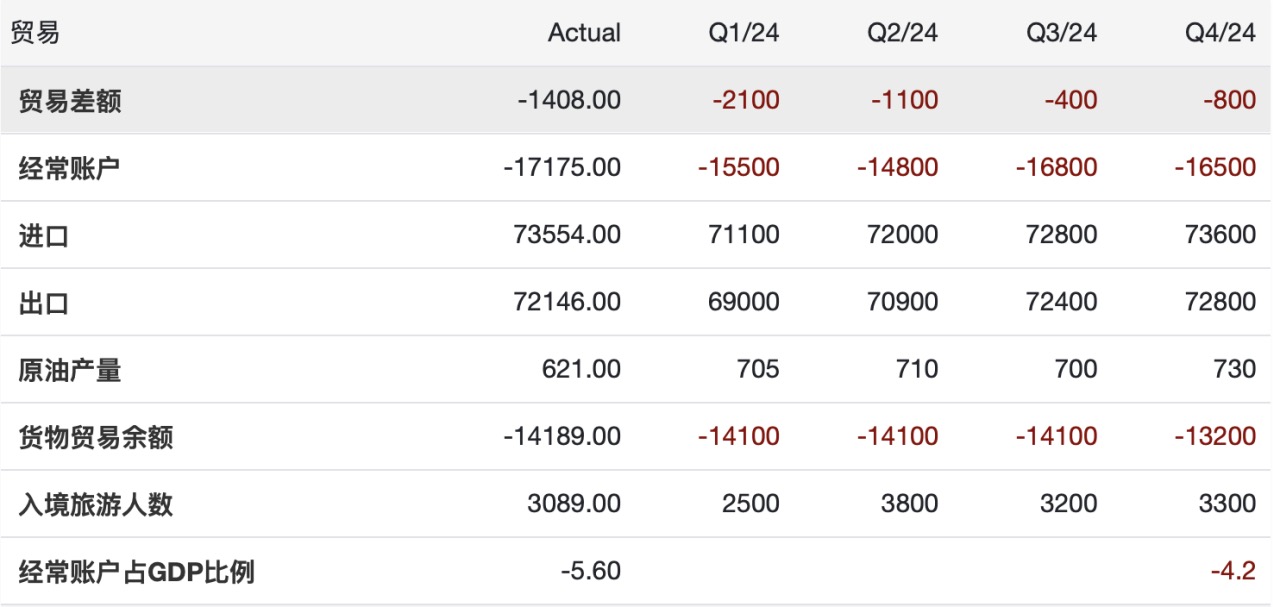 贸易 Actual Q1/24 Q2/24 Q3/24 Q4/24
贸易差额 -1408.00 -2100 -1100 -400 -800
经常账户 -17175.00 -15500 -14800 -16800 -16500
进口 73554.00 71100 72000 72800 73600
出口 72146.00 69000 70900 72400 72800
原油产量 621.00 705 710 700 730
货物贸易余额 -14189.00 -14100 -14100 -14100 -13200
入境旅游人数 3089.00 2500 3800 3200 3300
经常账户占GDP比例 -5.60 -4.2